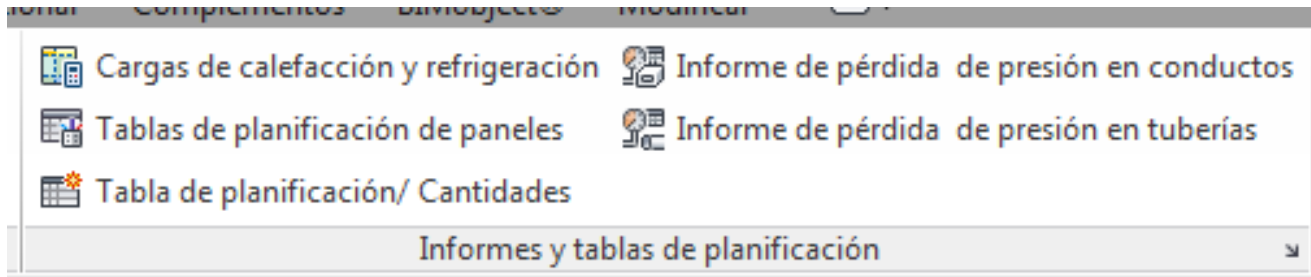 Complementos BIMobject® Modificar
Cargas de calefacción y refrigeración
Tablas de planificación de paneles
Tabla de planificación/ Cantidades
Informe de pérdida de presión en conductos
Informe de pérdida de presión en tuberías
Informes y tablas de planificación